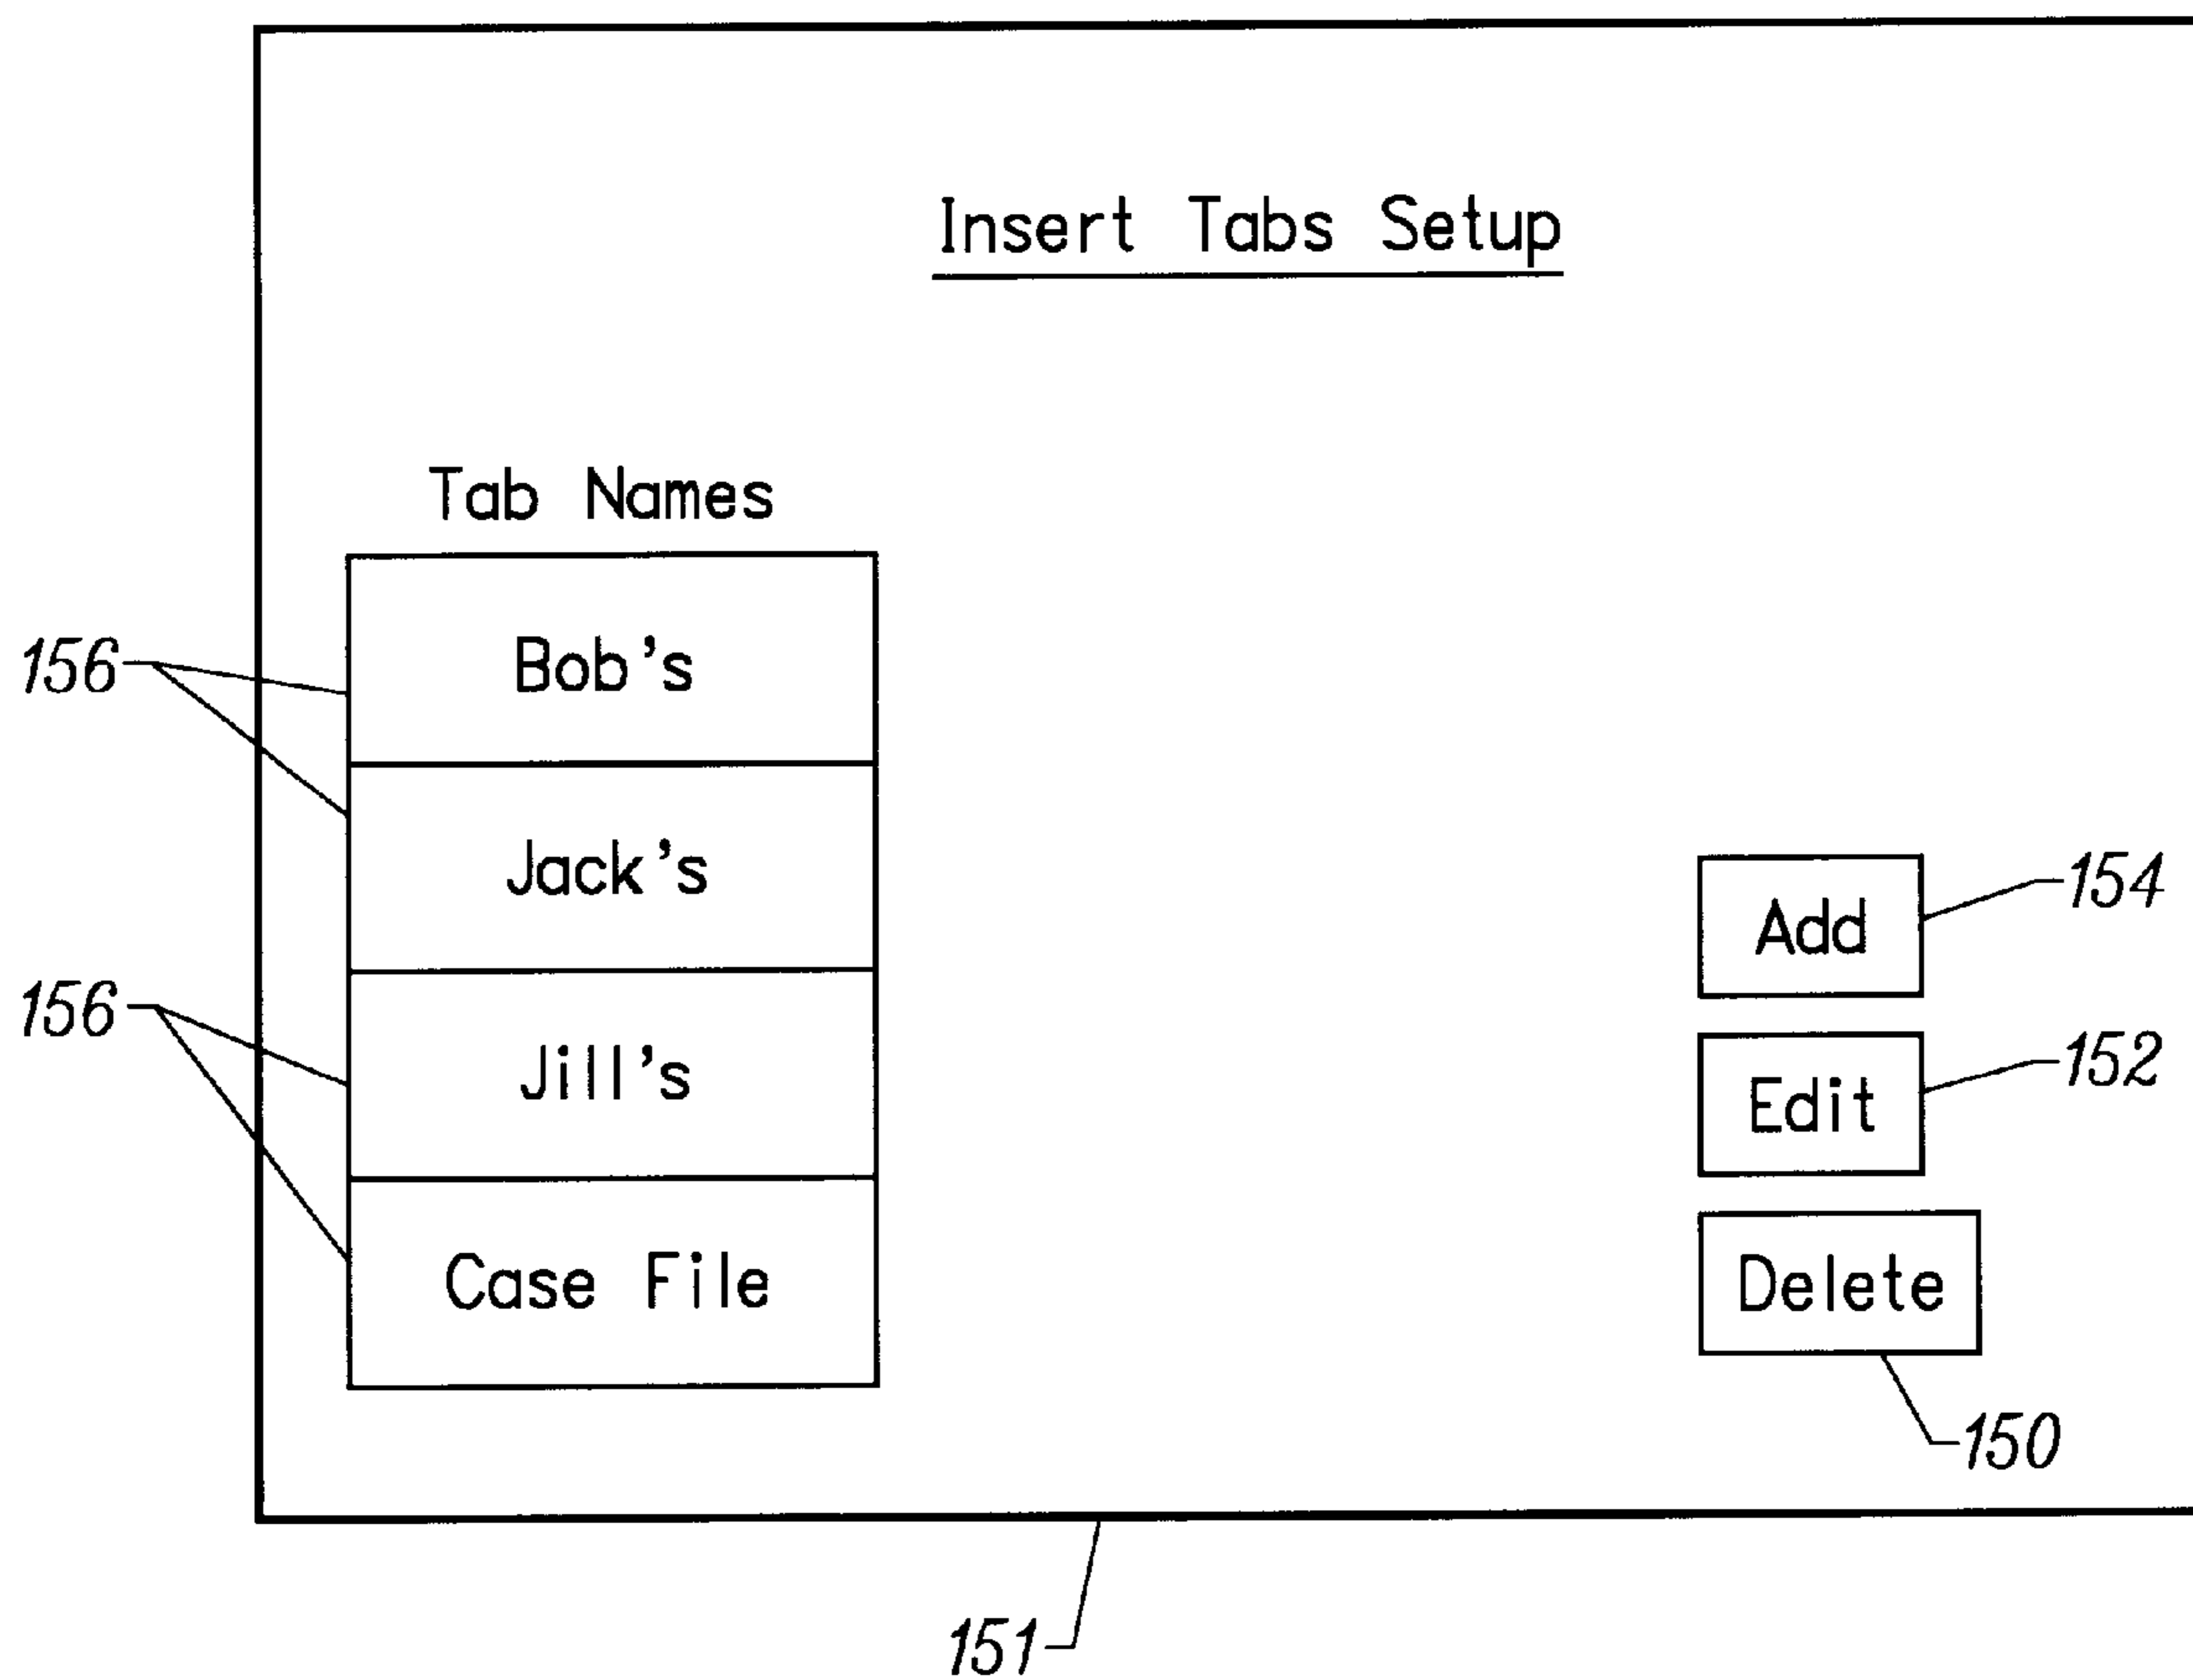 Insert Tabs Setup
Tab Names
156
Bob's
Jack's
156
Jill's
Case File
Add
154
Edit
152
Delete
150
151